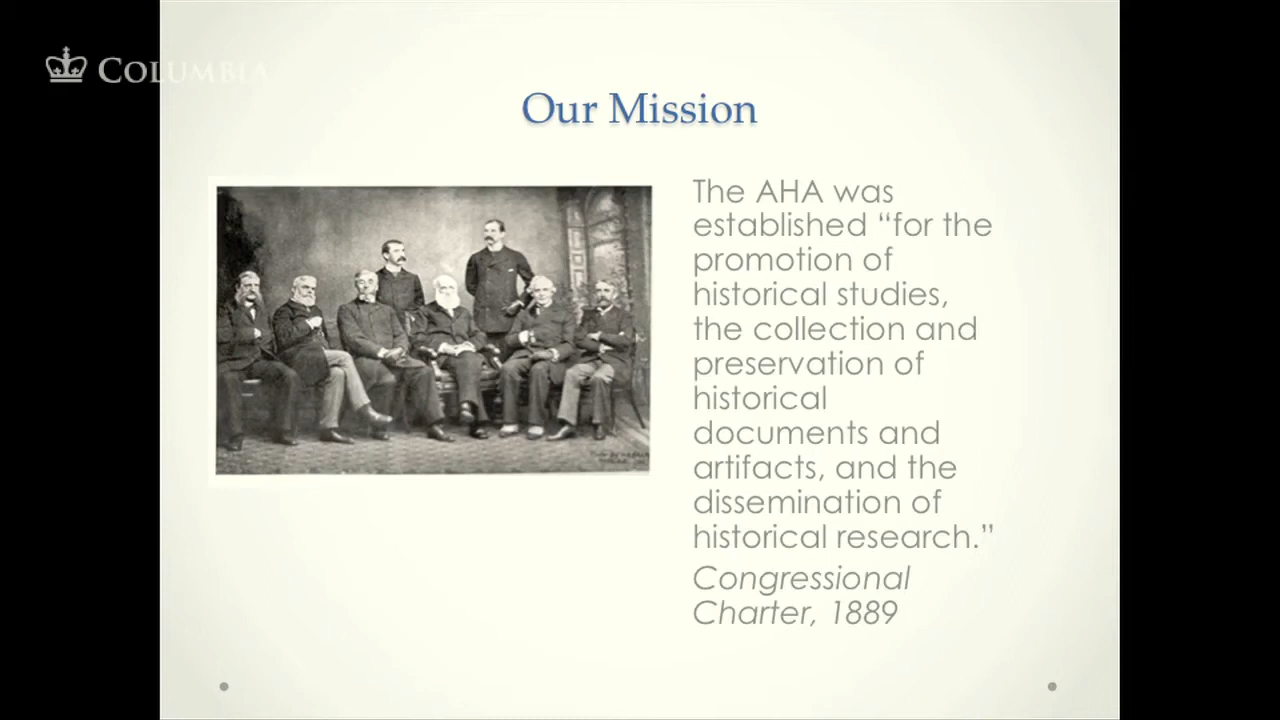 COLUMBIA
Our Mission
The AHA was
established “for the
promotion of
historical studies,
the collection and
preservation of
historical
documents and
artifacts, and the
dissemination of
historical research.”
Congressional
Charter, 1889